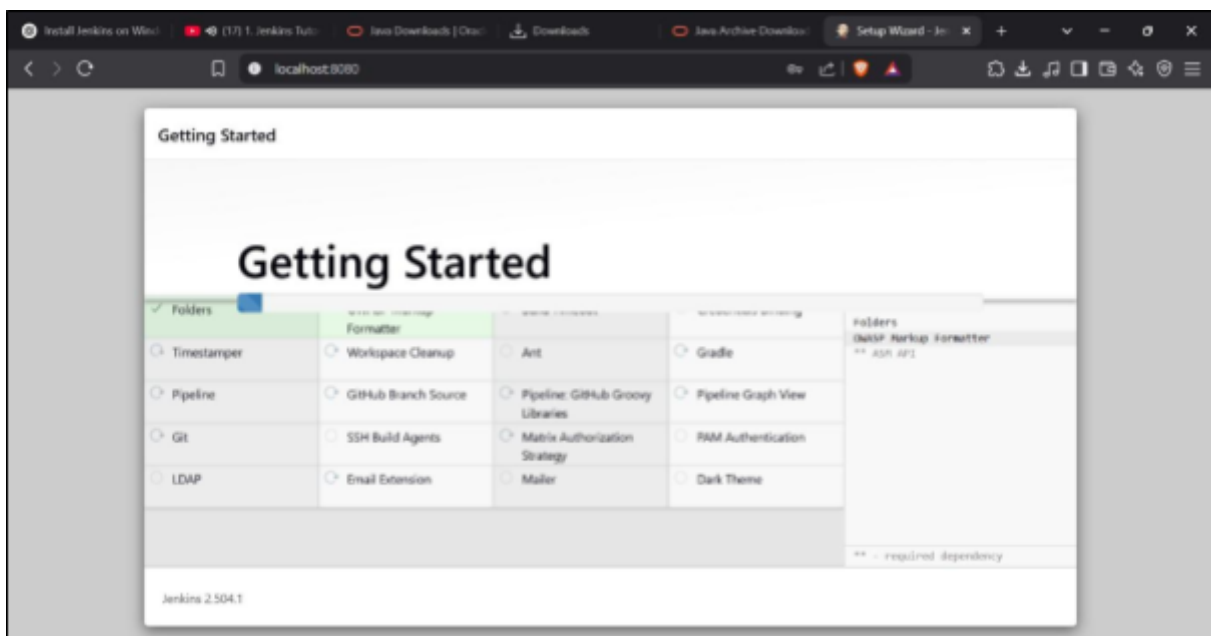 Install Jenkins on Wind
(17) 1. Jenkins Tuto
Java Downloads | Orac
Downloads
Java Archive Download
Setup Wizard - Je
localhost:8080
Getting Started
Getting Started
Folders
Formatter
Timestamper
Workspace Cleanup
Ant
Gradle
Pipeline
GitHub Branch Source
Pipeline: GitHub Groovy
Libraries
Pipeline Graph View
Git
SSH Build Agents
Matrix Authorization
Strategy
PAM Authentication
LDAP
Email Extension
Mailer
Dark Theme
Folders
OWASP Markup Formatter
** ASM API
** - required dependency
Jenkins 2.504.1